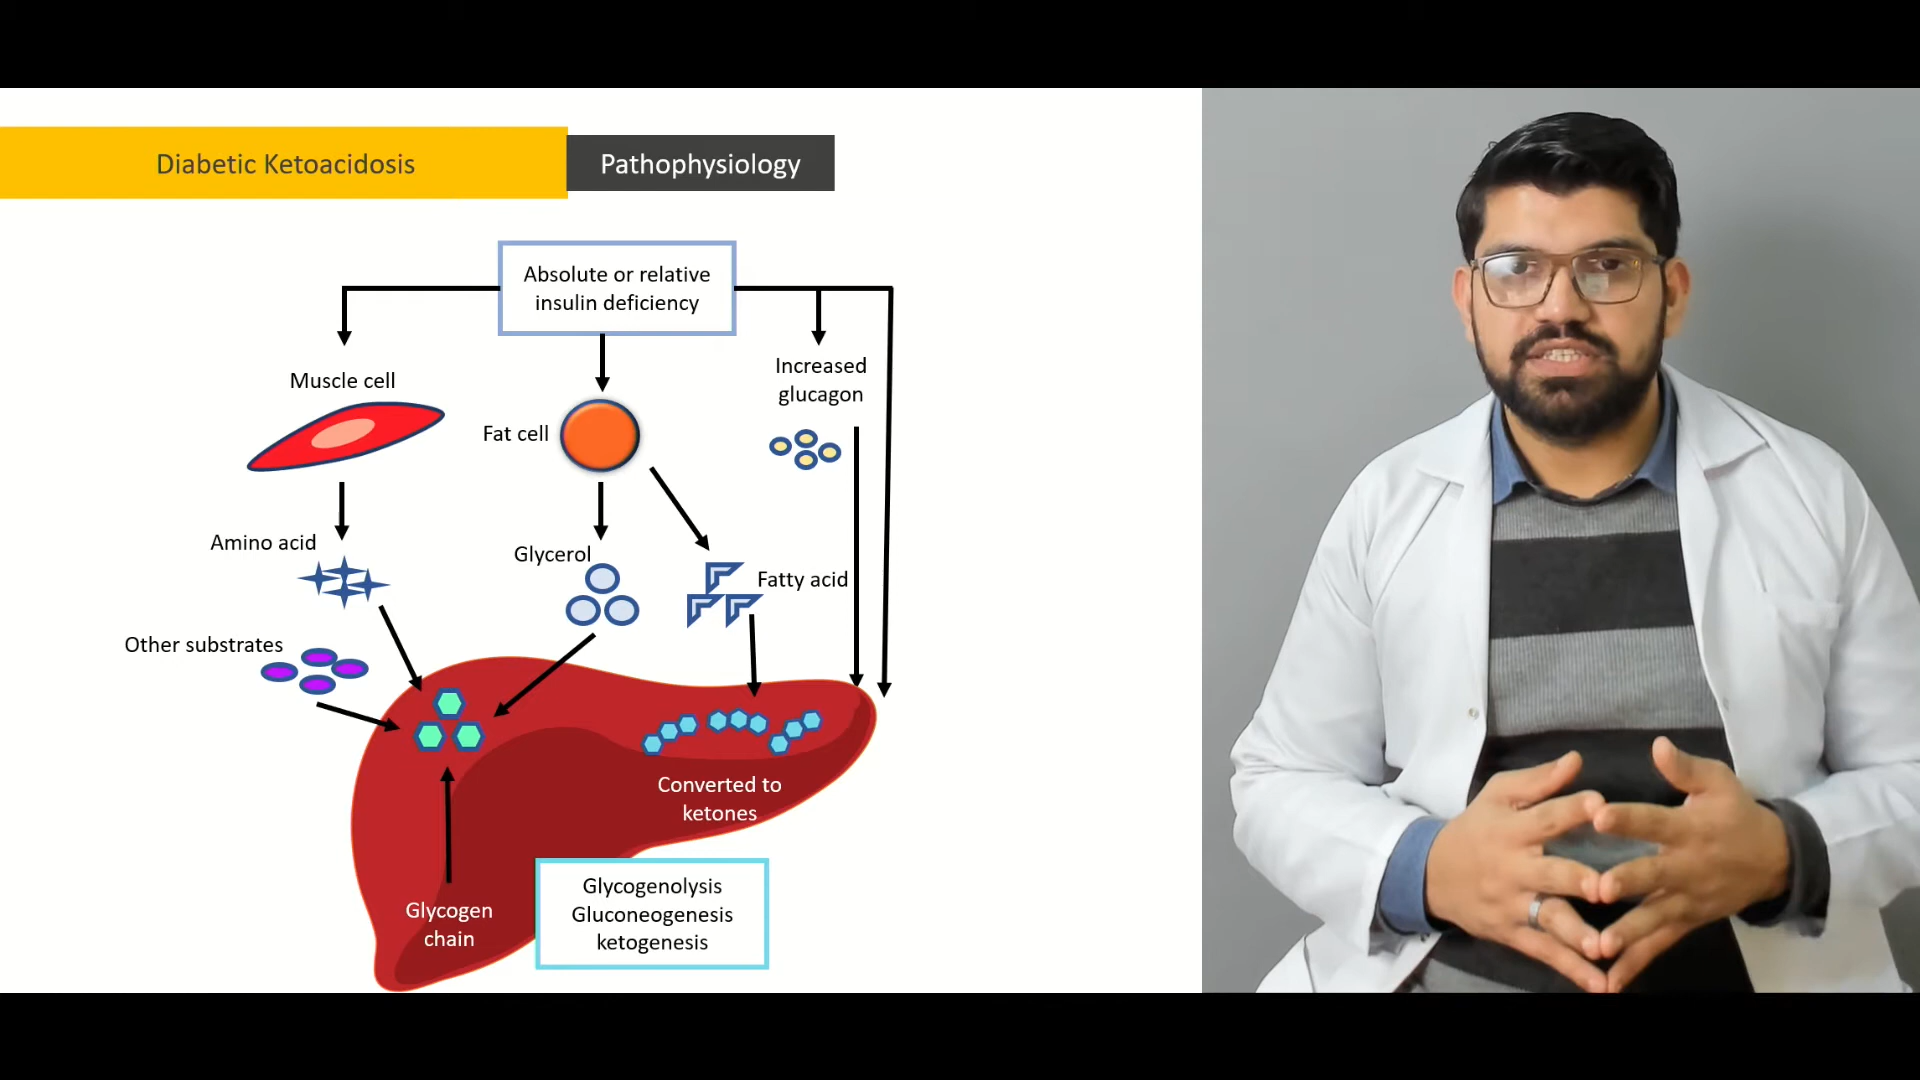 Diabetic Ketoacidosis
Pathophysiology
Absolute or relative
insulin deficiency
Muscle cell
Fat cell
Increased
glucagon
Amino acid
Glycerol
Fatty acid
Other substrates
Converted to
ketones
Glycogen
chain
Glycogenolysis
Gluconeogenesis
ketogenesis